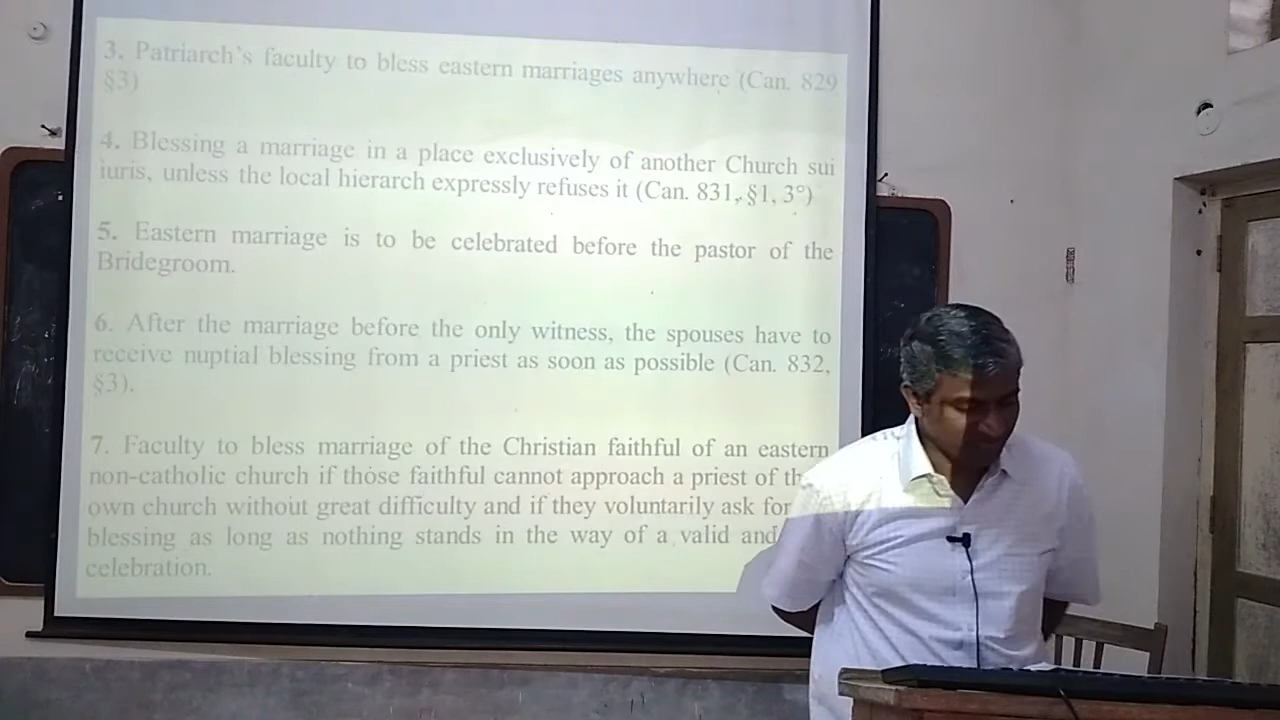 3. Patriarch's faculty to bless eastern marriages anywhere (Can. 829
§3)
4. Blessing a marriage in a place exclusively of another Church sui
iuris, unless the local hierarch expressly refuses it (Can. 831, §1, 3°)
5. Eastern marriage is to be celebrated before the pastor of the
Bridegroom.
6. After the marriage before the only witness, the spouses have to
receive nuptial blessing from a priest as soon as possible (Can. 832,
§3).
7. Faculty to bless marriage of the Christian faithful of an eastern
non-catholic church if those faithful cannot approach a priest of
own church without great difficulty and if they voluntarily ask for
blessing as long as nothing stands in the way of a valid and
celebration.